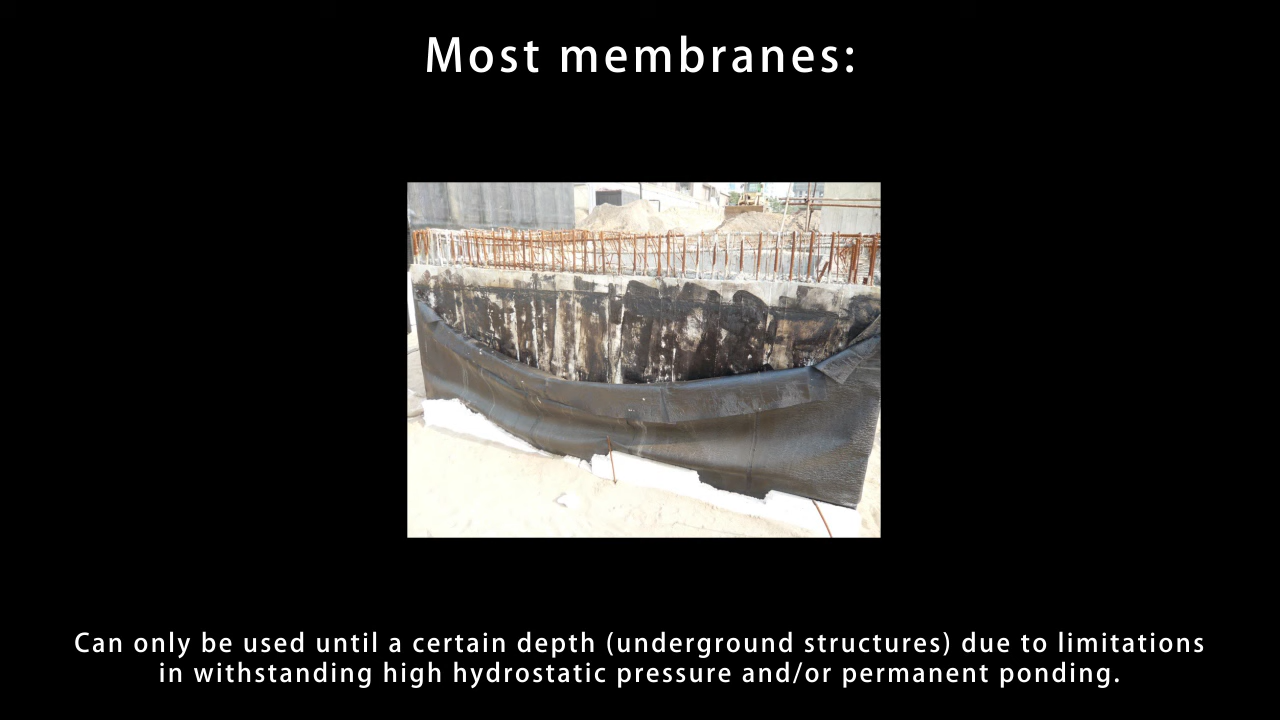 Most membranes:
Can only be used until a certain depth (underground structures) due to limitations
in withstanding high hydrostatic pressure and/or permanent ponding.